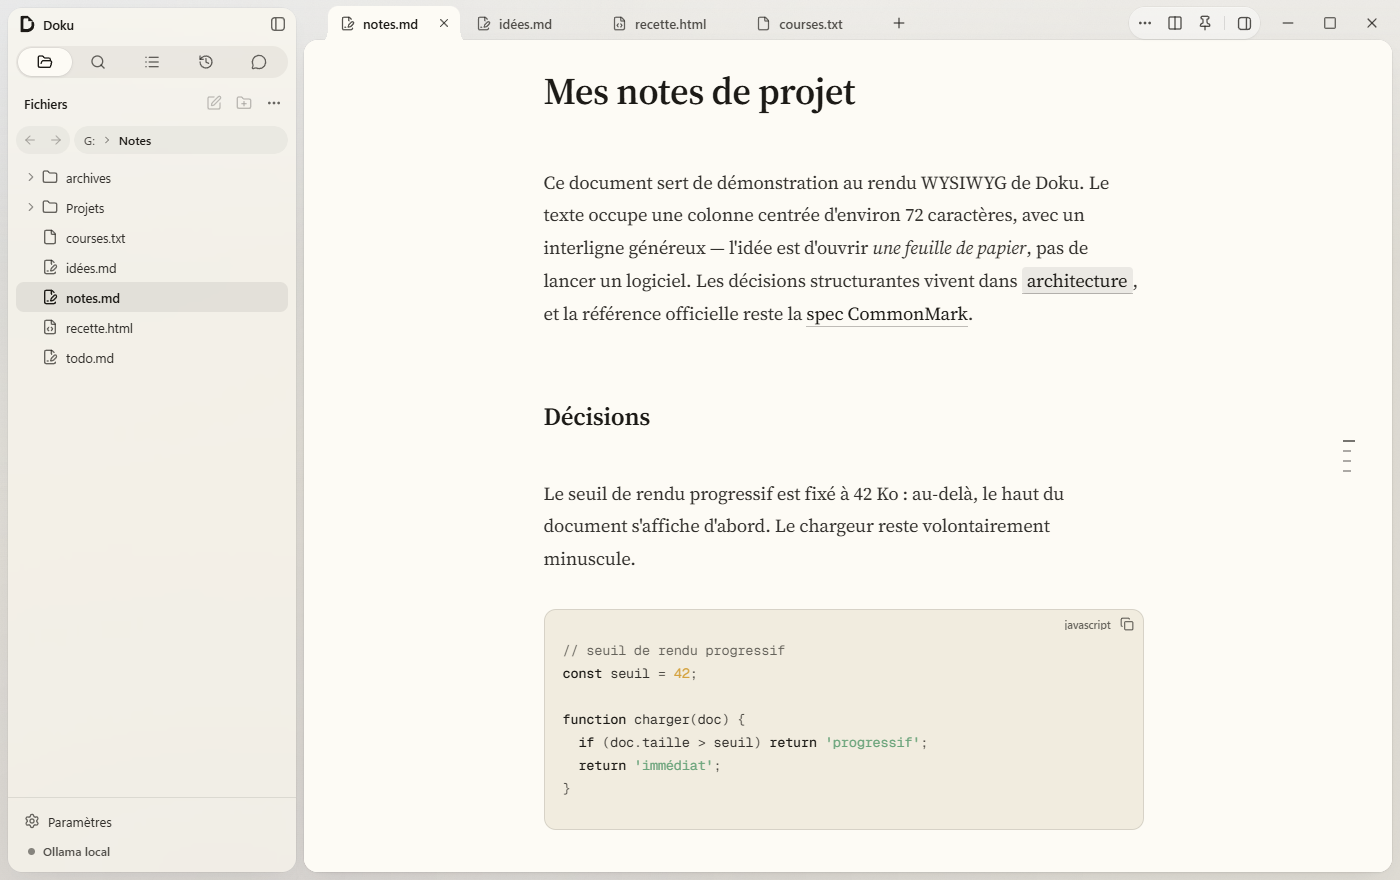 Doku
notes.md
idées.md
recette.html
courses.txt
Fichiers
G: > Notes
archives
Projets
courses.txt
idées.md
notes.md
recette.html
todo.md
Paramètres
Ollama local
Mes notes de projet
Ce document sert de démonstration au rendu WYSIWYG de Doku. Le
texte occupe une colonne centrée d'environ 72 caractères, avec un
interligne généreux — l'idée est d'ouvrir une feuille de papier, pas de
lancer un logiciel. Les décisions structurantes vivent dans architecture,
et la référence officielle reste la spec CommonMark.
Décisions
Le seuil de rendu progressif est fixé à 42 Ko : au-delà, le haut du
document s'affiche d'abord. Le chargeur reste volontairement
minuscule.
javascript
// seuil de rendu progressif
const seuil = 42;
function charger(doc) {
  if (doc.taille > seuil) return 'progressif';
  return 'immédiat';
}